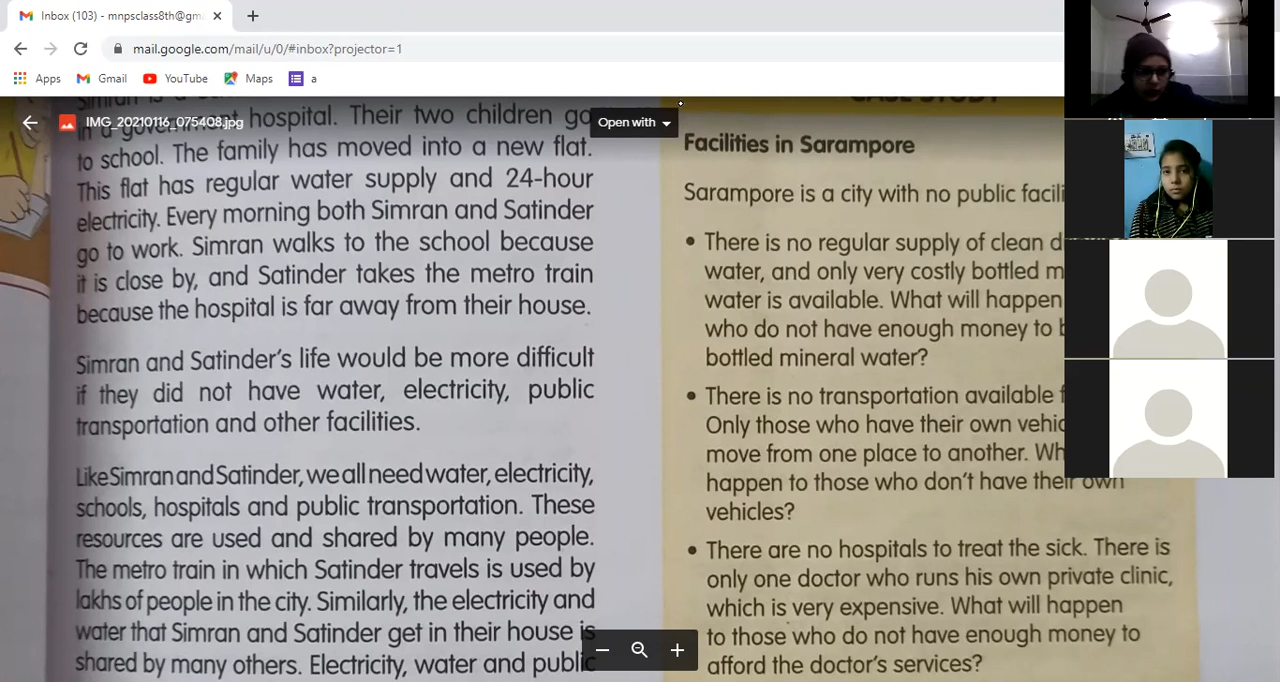 Inbox (103) - mnpsclass8th@gm
mail.google.com/mail/u/0/#inbox?projector=1
Apps Gmail YouTube Maps a
IMG_20210116_075408.jpg
Open with
Simran is a
in a government hospital. Their two children go
to school. The family has moved into a new flat.
This flat has regular water supply and 24-hour
electricity. Every morning both Simran and Satinder
go to work. Simran walks to the school because
it is close by, and Satinder takes the metro train
because the hospital is far away from their house.
Simran and Satinder's life would be more difficult
if they did not have water, electricity, public
transportation and other facilities.
Like Simran and Satinder, we all need water, electricity,
schools, hospitals and public transportation. These
resources are used and shared by many people.
The metro train in which Satinder travels is used by
lakhs of people in the city. Similarly, the electricity and
water that Simran and Satinder get in their house is
shared by many others. Electricity, water and public
CASE STUDY
Facilities in Sarampore
Sarampore is a city with no public facili
• There is no regular supply of clean d
water, and only very costly bottled m
water is available. What will happen
who do not have enough money to b
bottled mineral water?
• There is no transportation available f
Only those who have their own vehic
move from one place to another. Wh
happen to those who don't have their own
vehicles?
• There are no hospitals to treat the sick. There is
only one doctor who runs his own private clinic,
which is very expensive. What will happen
to those who do not have enough money to
afford the doctor's services?